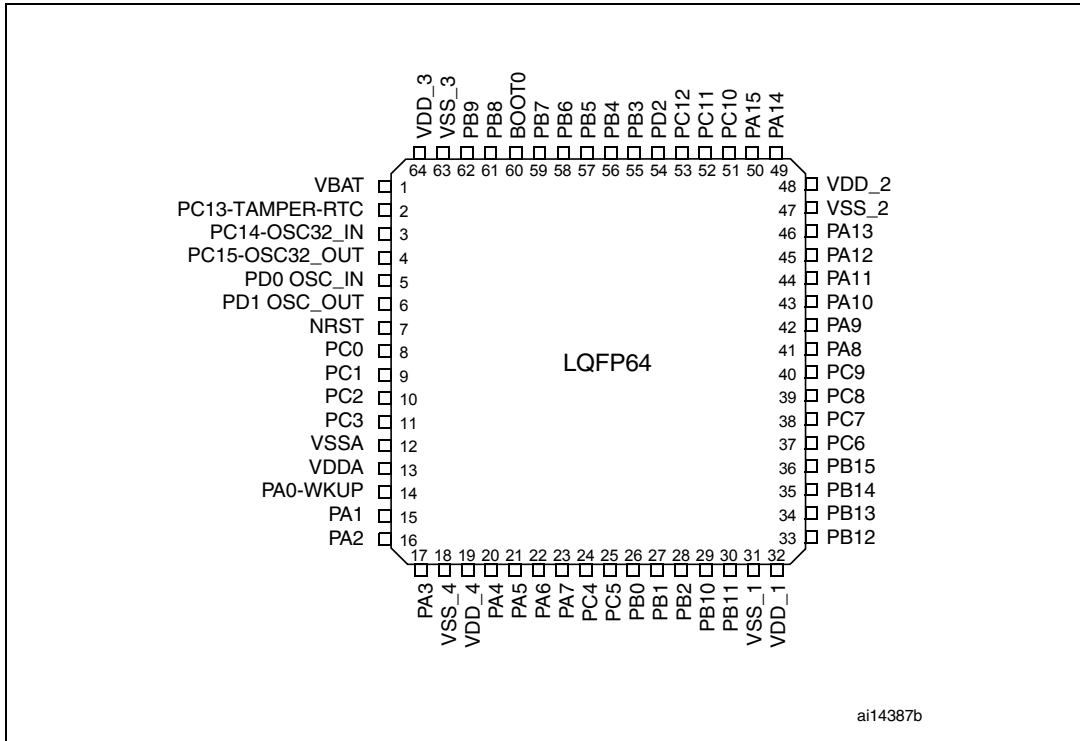 VDD_3
VSS_3
PB9
PB8
BOOT0
PB7
PB6
PB5
PB4
PB3
PD2
PC12
PC11
PC10
PA15
PA14
64 63 62 61 60 59 58 57 56 55 54 53 52 51 50 49
VBAT 1
PC13-TAMPER-RTC 2
PC14-OSC32_IN 3
PC15-OSC32_OUT 4
PD0 OSC_IN 5
PD1 OSC_OUT 6
NRST 7
PC0 8
PC1 9
PC2 10
PC3 11
VSSA 12
VDDA 13
PA0-WKUP 14
PA1 15
PA2 16
LQFP64
48 VDD_2
47 VSS_2
46 PA13
45 PA12
44 PA11
43 PA10
42 PA9
41 PA8
40 PC9
39 PC8
38 PC7
37 PC6
36 PB15
35 PB14
34 PB13
33 PB12
17 18 19 20 21 22 23 24 25 26 27 28 29 30 31 32
PA3
VSS_4
VDD_4
PA4
PA5
PA6
PA7
PC4
PC5
PB0
PB1
PB2
PB10
PB11
VSS_1
VDD_1
ai14387b